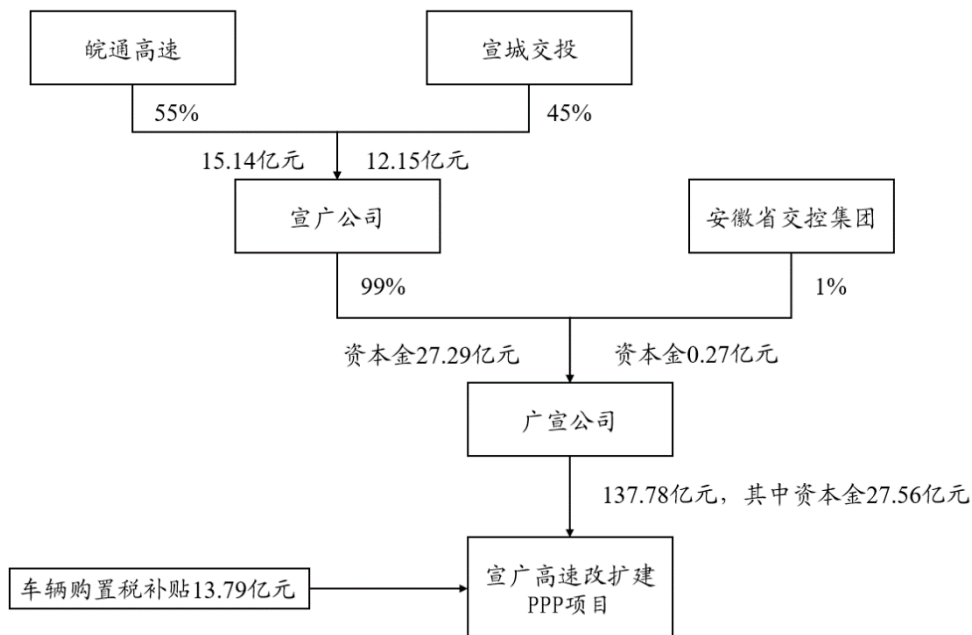 皖通高速
宣城交投
55%
45%
15.14亿元
12.15亿元
宣广公司
安徽省交控集团
99%
1%
资本金27.29亿元
资本金0.27亿元
广宣公司
137.78亿元，其中资本金27.56亿元
车辆购置税补贴13.79亿元
宣广高速改扩建
PPP项目